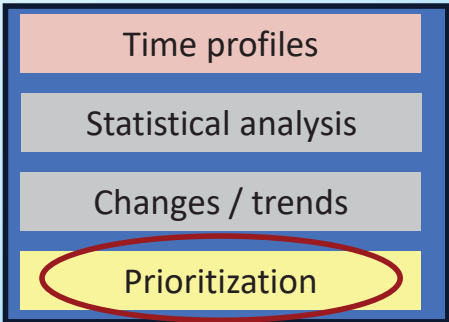 Time profiles
Statistical analysis
Changes / trends
Prioritization